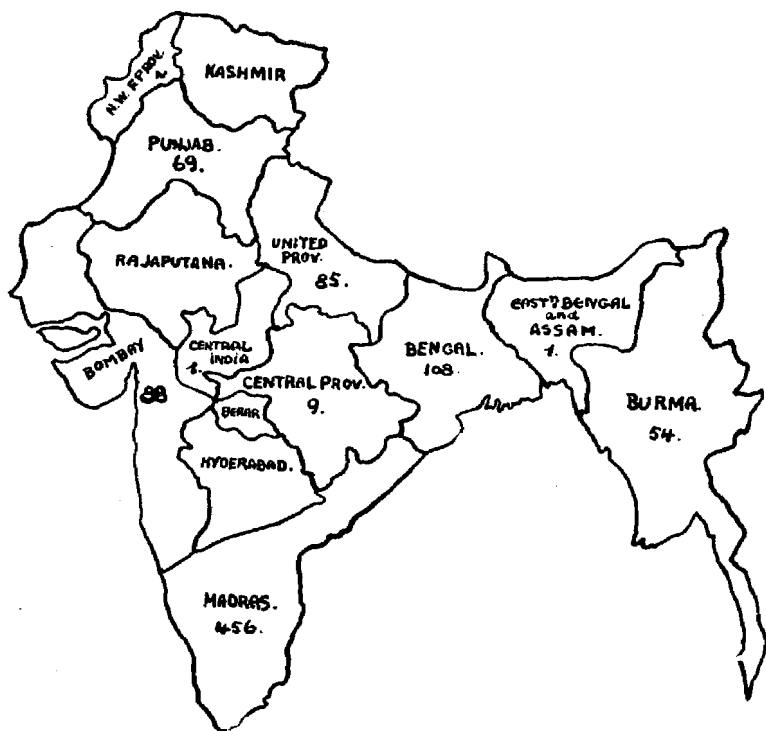 KASHMIR
N.W.F.PROV.
2
PUNJAB.
69.
RAJAPUTANA.
UNITED
PROV.
85.
EAST.N BENGAL
and
ASSAM.
1.
CENTRAL
INDIA
1.
BENGAL.
108.
BOMBAY
88
CENTRAL PROV.
9.
BERAR
BURMA.
54.
HYDERABAD.
MADRAS.
456.